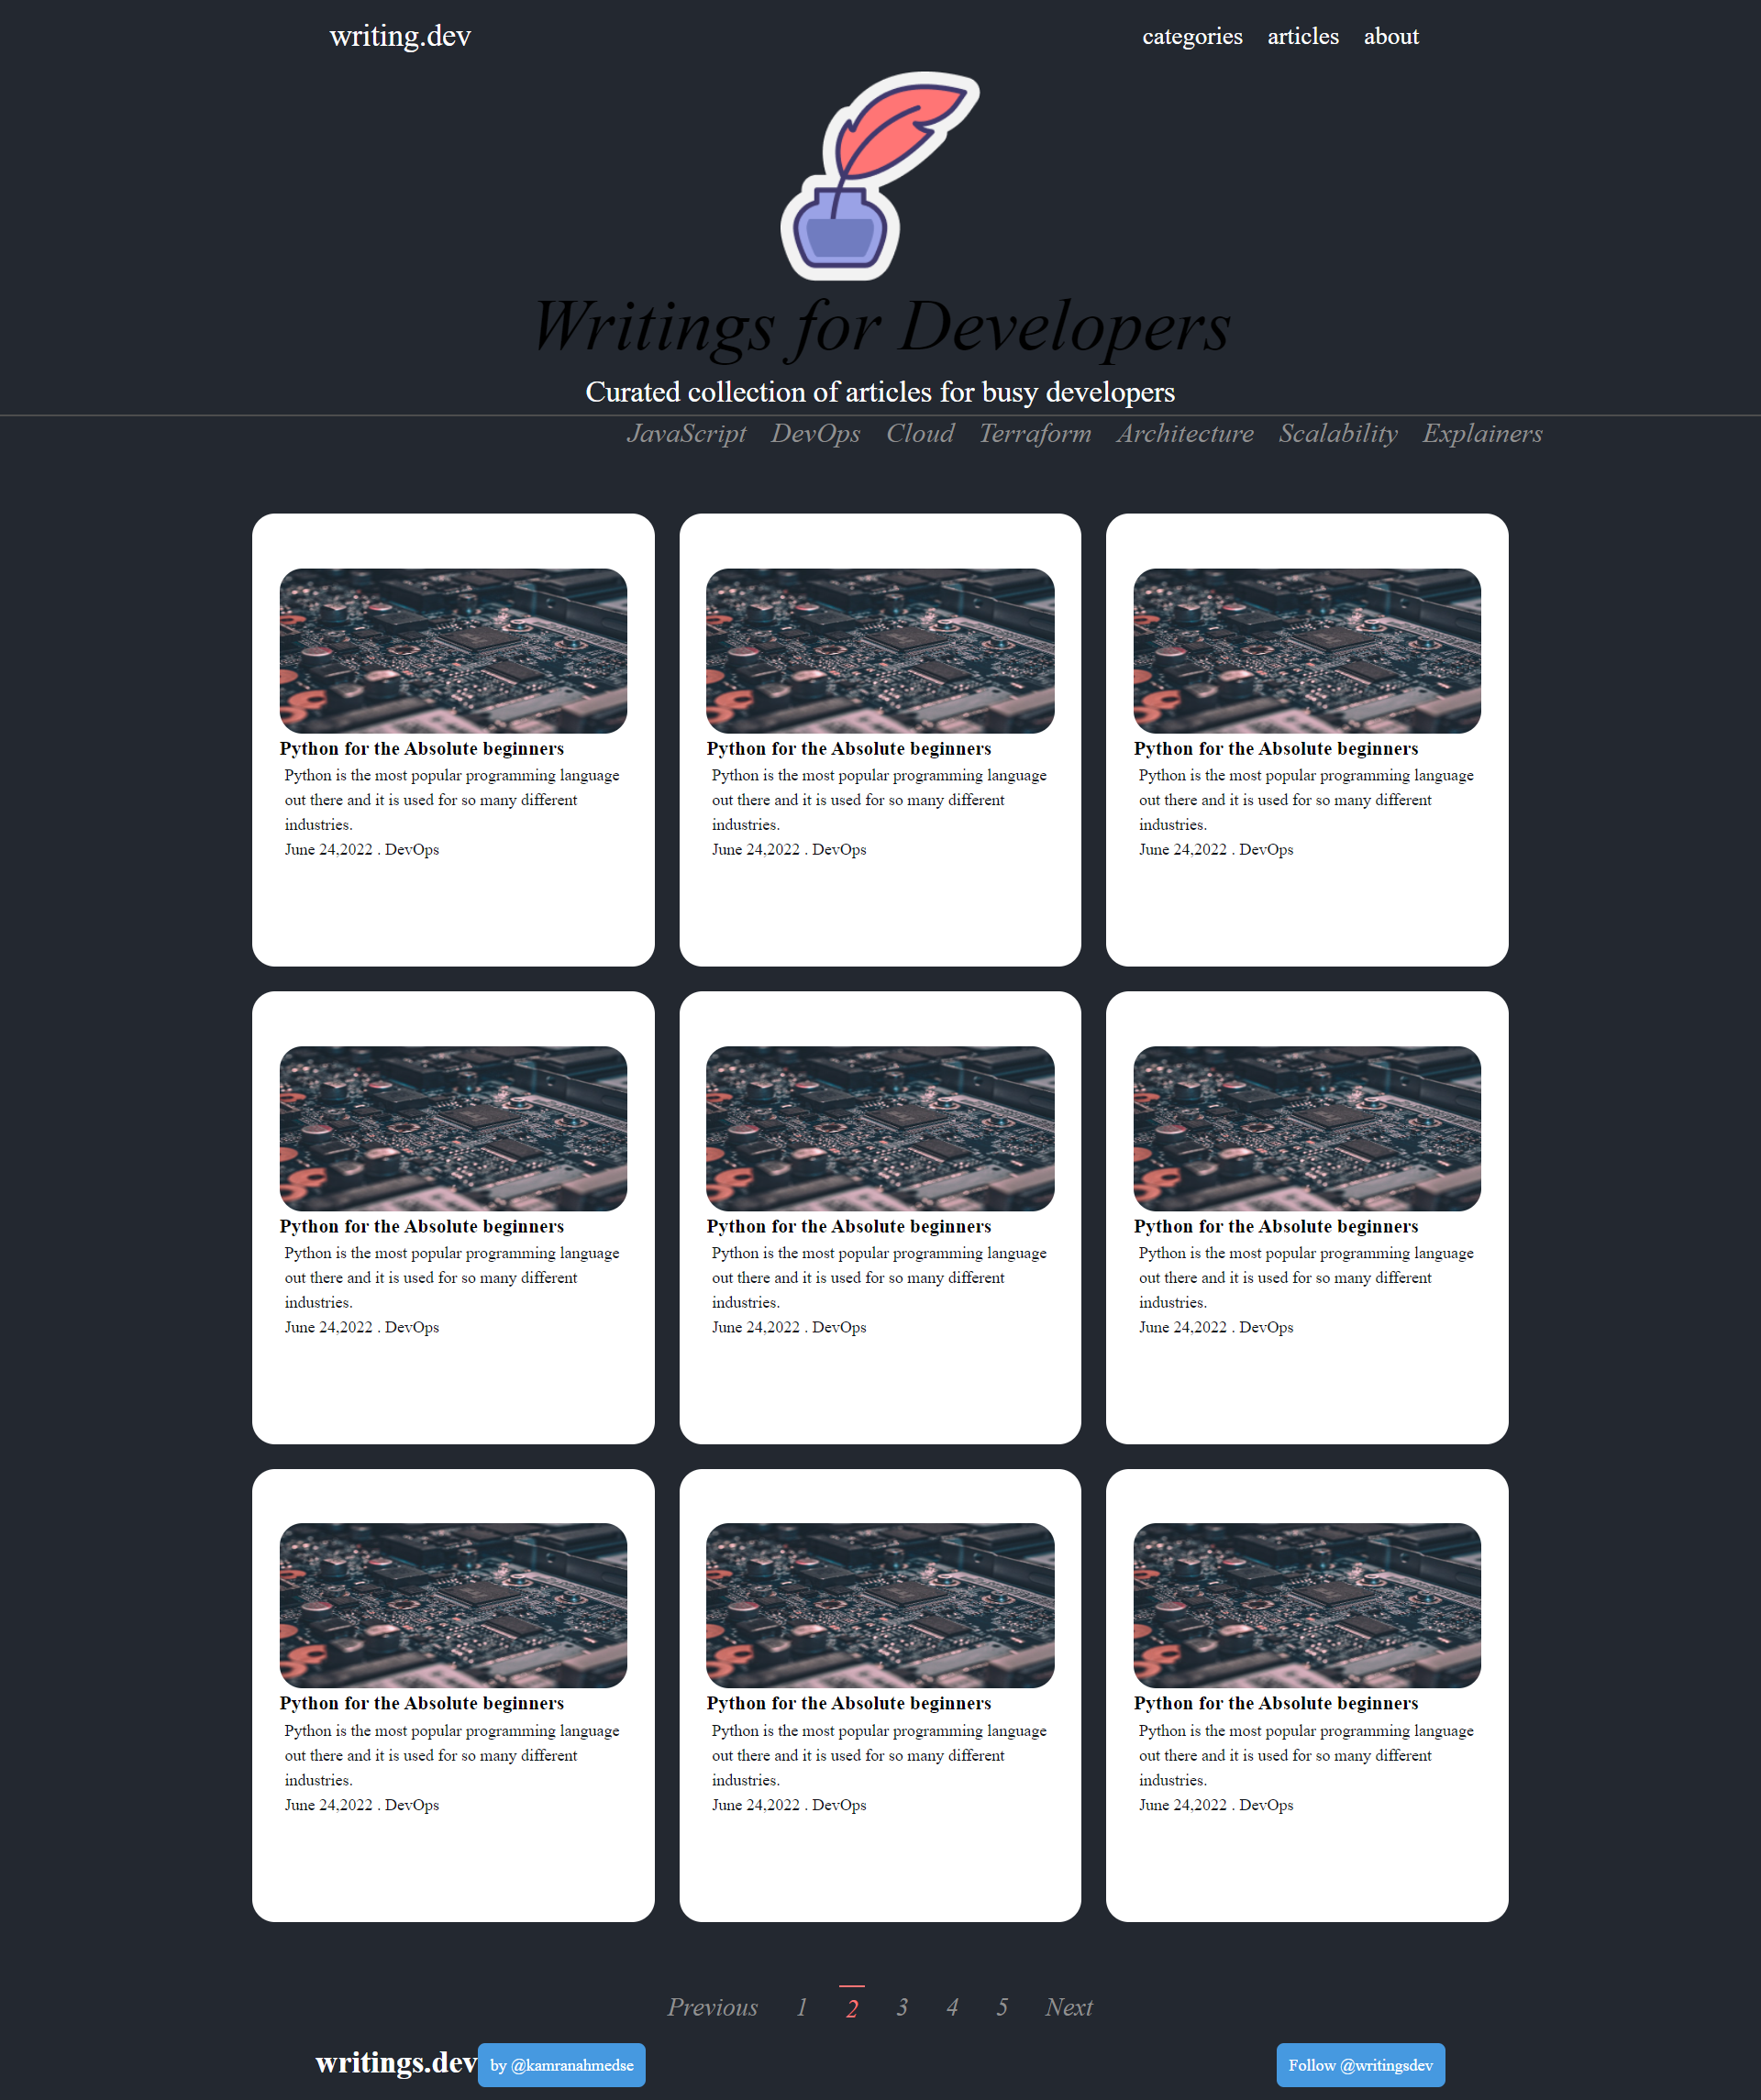 writing.dev
categories articles about
Writings for Developers
Curated collection of articles for busy developers
JavaScript DevOps Cloud Terraform Architecture Scalability Explainers
Python for the Absolute beginners
Python is the most popular programming language
out there and it is used for so many different
industries.
June 24,2022 . DevOps
Python for the Absolute beginners
Python is the most popular programming language
out there and it is used for so many different
industries.
June 24,2022 . DevOps
Python for the Absolute beginners
Python is the most popular programming language
out there and it is used for so many different
industries.
June 24,2022 . DevOps
Python for the Absolute beginners
Python is the most popular programming language
out there and it is used for so many different
industries.
June 24,2022 . DevOps
Python for the Absolute beginners
Python is the most popular programming language
out there and it is used for so many different
industries.
June 24,2022 . DevOps
Python for the Absolute beginners
Python is the most popular programming language
out there and it is used for so many different
industries.
June 24,2022 . DevOps
Python for the Absolute beginners
Python is the most popular programming language
out there and it is used for so many different
industries.
June 24,2022 . DevOps
Python for the Absolute beginners
Python is the most popular programming language
out there and it is used for so many different
industries.
June 24,2022 . DevOps
Python for the Absolute beginners
Python is the most popular programming language
out there and it is used for so many different
industries.
June 24,2022 . DevOps
Previous 1 2 3 4 5 Next
writings.dev by @kamranahmedse Follow @writingsdev